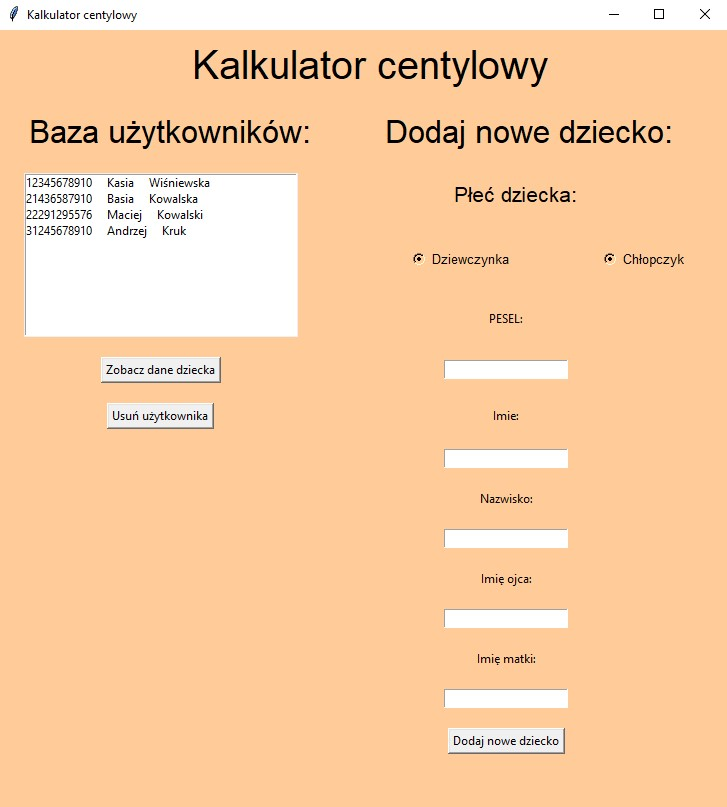 Kalkulator centylowy
Kalkulator centylowy
Baza użytkowników:
12345678910 Kasia Wiśniewska
21436587910 Basia Kowalska
22291295576 Maciej Kowalski
31245678910 Andrzej Kruk
Zobacz dane dziecka
Usuń użytkownika
Dodaj nowe dziecko:
Płeć dziecka:
Dziewczynka Chłopczyk
PESEL:
Imie:
Nazwisko:
Imię ojca:
Imię matki:
Dodaj nowe dziecko